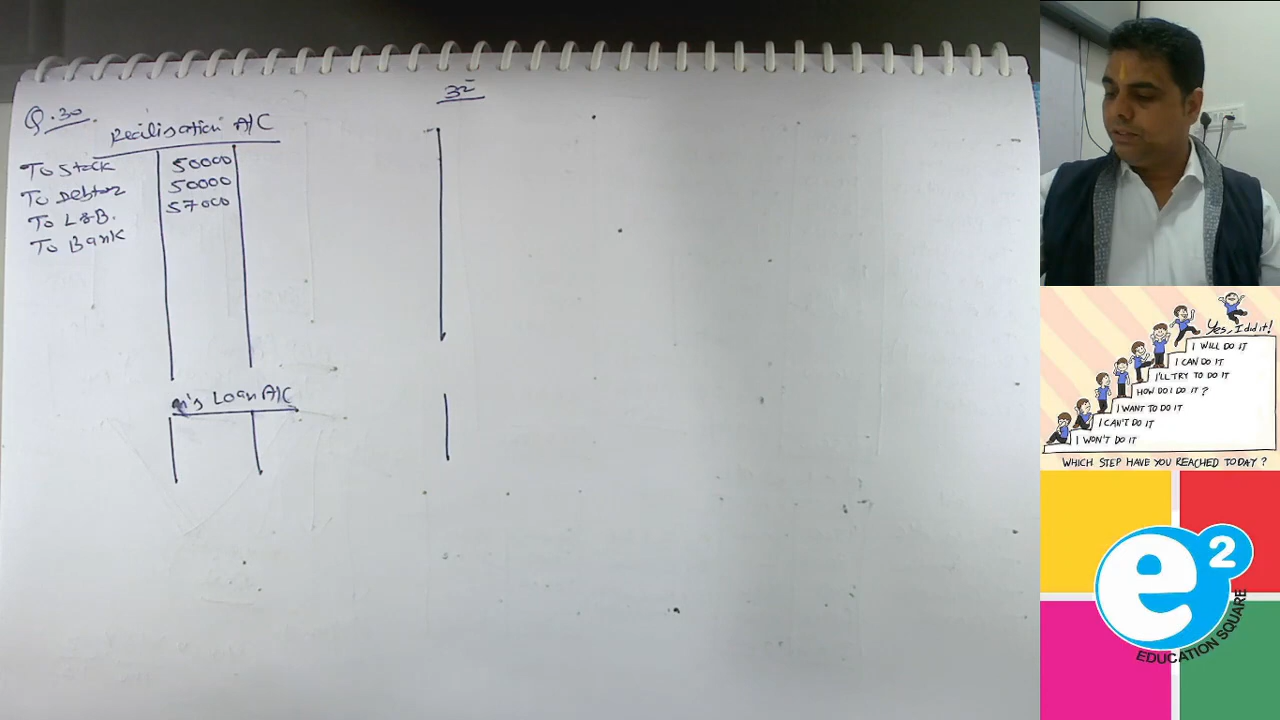 Q.30
32
Realisation A/C
To Stock 50000
To Debtor 50000
To L&B. 57000
To Bank
m's Loan A/C
Yes, I did it!
I WILL DO IT
I CAN DO IT
I'LL TRY TO DO IT
HOW DO I DO IT?
I WANT TO DO IT
I CAN'T DO IT
I WON'T DO IT
WHICH STEP HAVE YOU REACHED TODAY?
e2
EDUCATION SQUARE